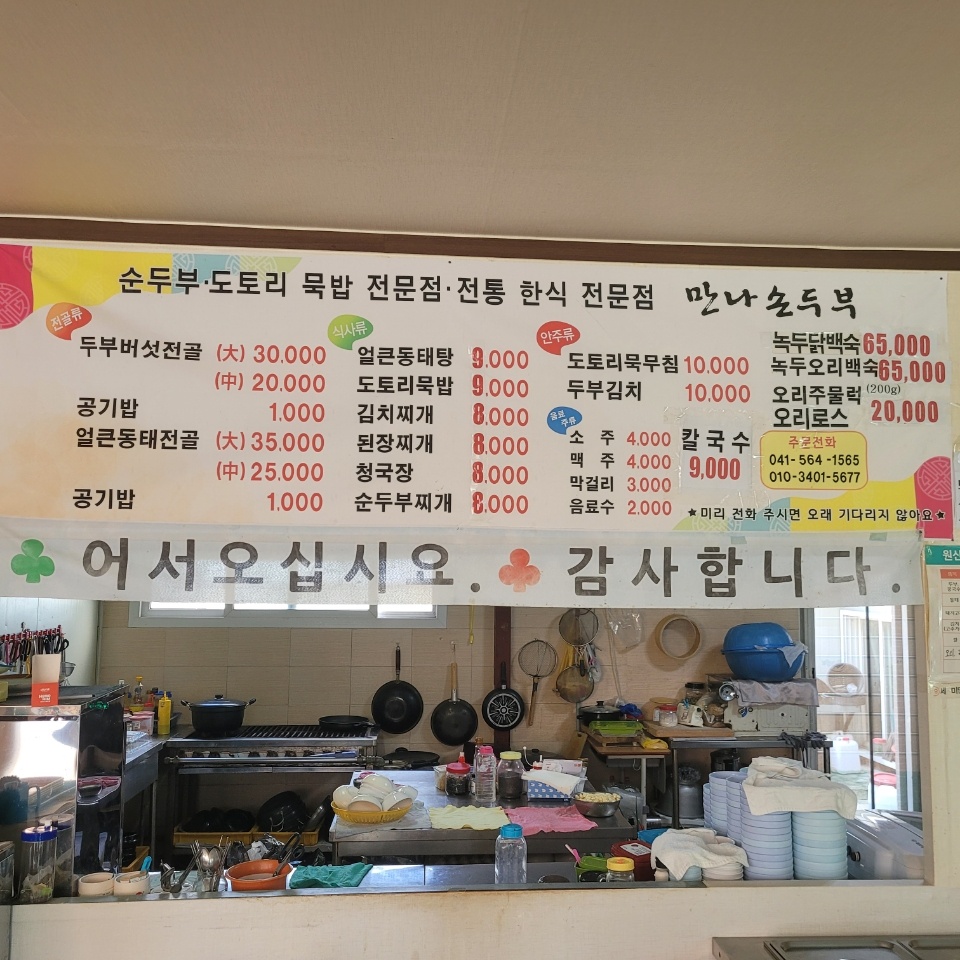 순두부·도토리 묵밥 전문점·전통 한식 전문점 만나손두부
전골류
두부버섯전골 (大) 30.000
(中) 20.000
공기밥 1.000
얼큰동태전골 (大) 35.000
(中) 25.000
공기밥 1.000
식사류
얼큰동태탕 9.000
도토리묵밥 9.000
김치찌개 8.000
된장찌개 8.000
청국장 8.000
순두부찌개 8.000
안주류
도토리묵무침 10.000
두부김치 10.000
음료 주류
소 주 4.000
맥 주 4.000
막걸리 3.000
음료수 2.000
칼국수
9,000
녹두닭백숙 65,000
녹두오리백숙 65,000
오리주물럭 (200g)
오리로스 20,000
주문전화
041-564-1565
010-3401-5677
★미리 전화 주시면 오래 기다리지 않아요★
어서오십시요. 감사합니다.